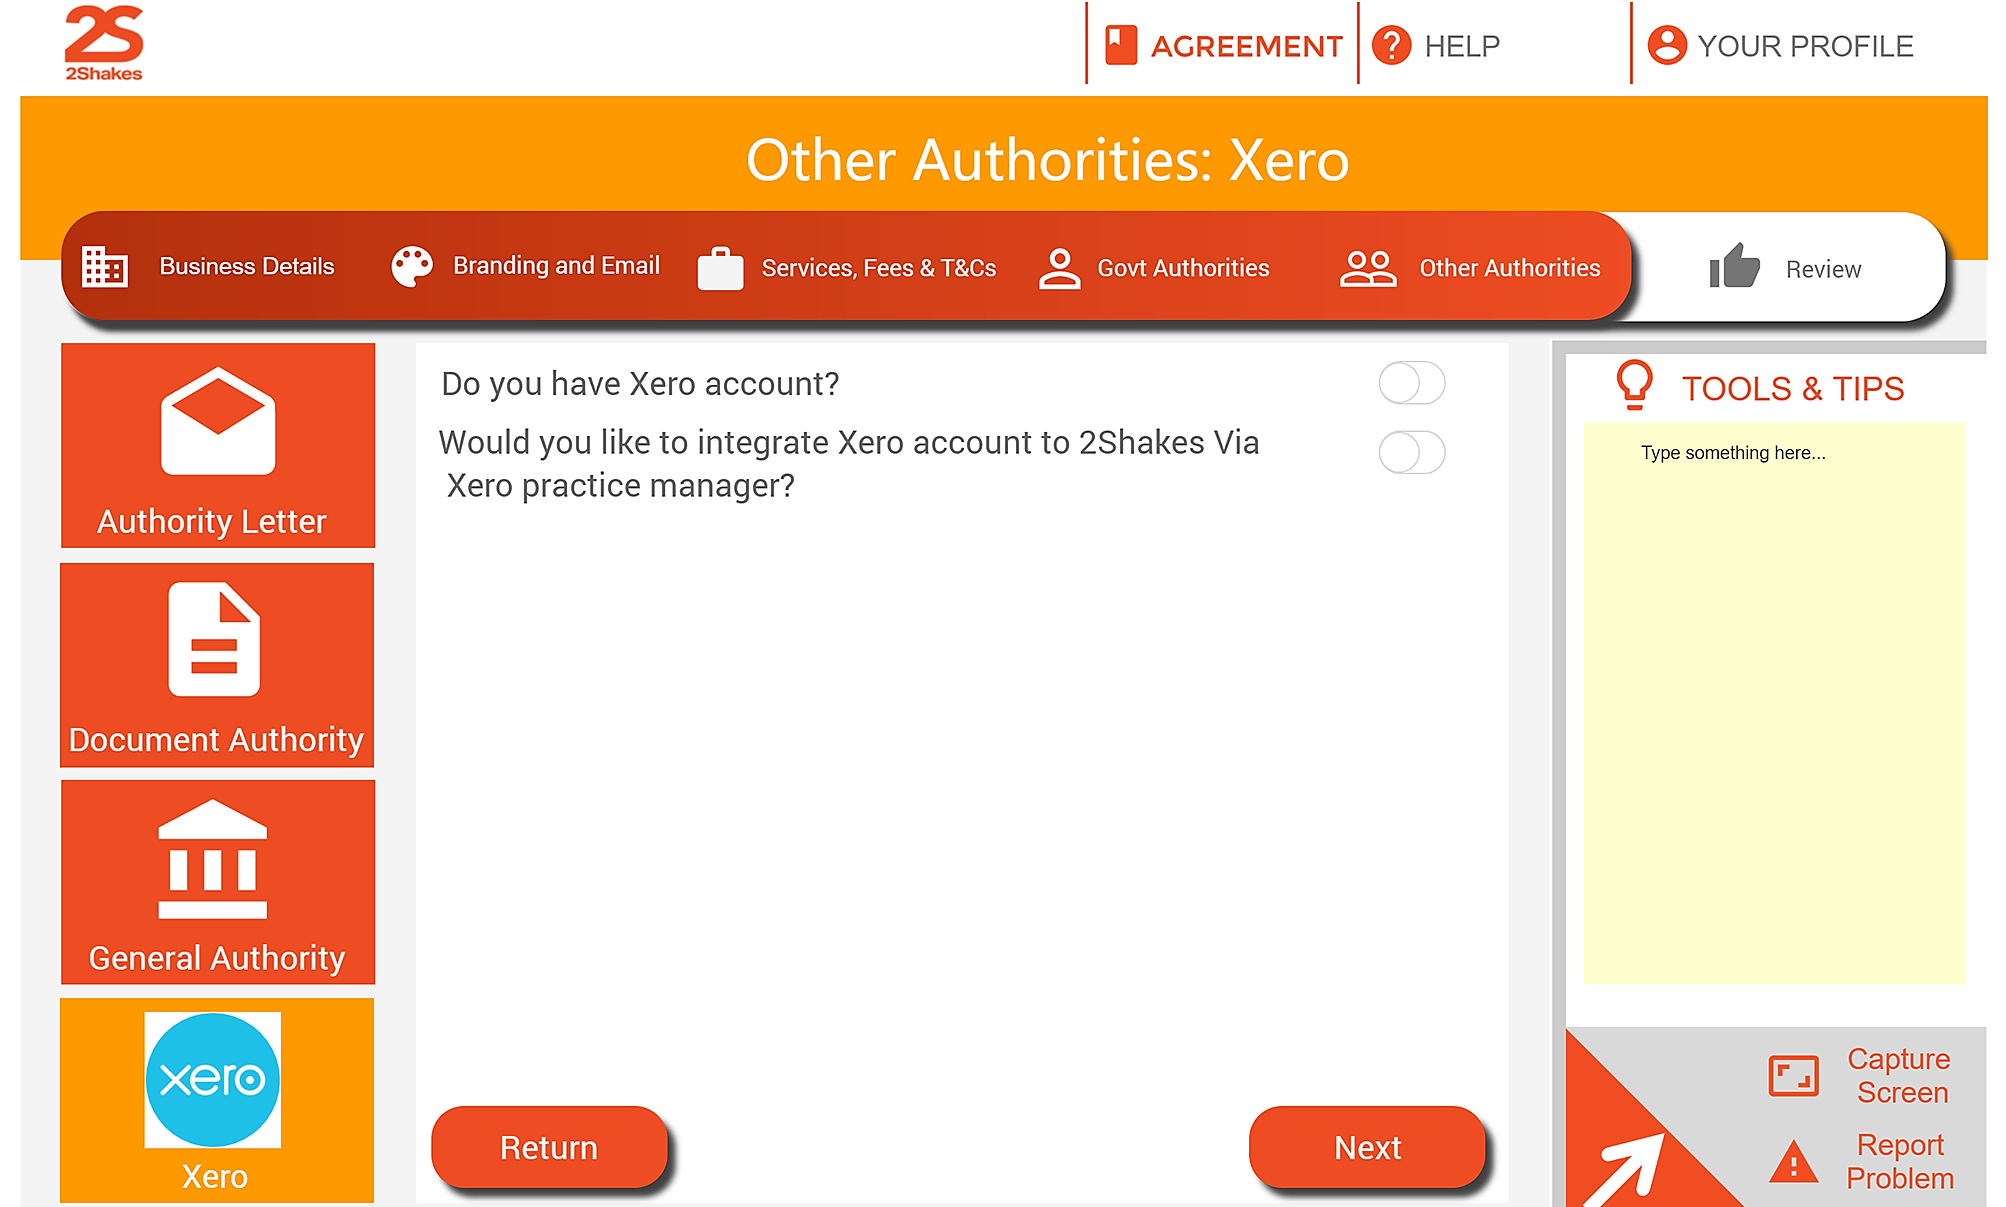 2S
2Shakes
AGREEMENT
HELP
YOUR PROFILE
Other Authorities: Xero
Business Details
Branding and Email
Services, Fees & T&Cs
Govt Authorities
Other Authorities
Review
Authority Letter
Document Authority
General Authority
xero
Xero
Do you have Xero account?
Would you like to integrate Xero account to 2Shakes Via
Xero practice manager?
Return
Next
TOOLS & TIPS
Type something here...
Capture
Screen
Report
Problem